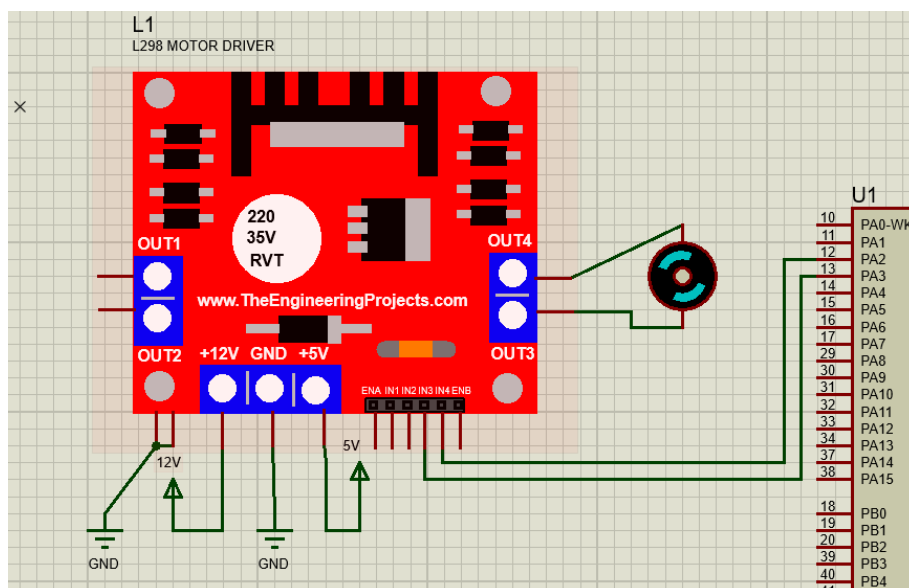 L1
L298 MOTOR DRIVER
U1
220
35V
RVT
OUT1
OUT4
www.TheEngineeringProjects.com
OUT2
+12V GND +5V
OUT3
ENA IN1 IN2 IN3 IN4 ENB
12V
5V
GND
GND
10 PA0-WK
11 PA1
12 PA2
13 PA3
14 PA4
15 PA5
16 PA6
17 PA7
29 PA8
30 PA9
31 PA10
32 PA11
33 PA12
34 PA13
37 PA14
38 PA15
18 PB0
19 PB1
20 PB2
39 PB3
40 PB4